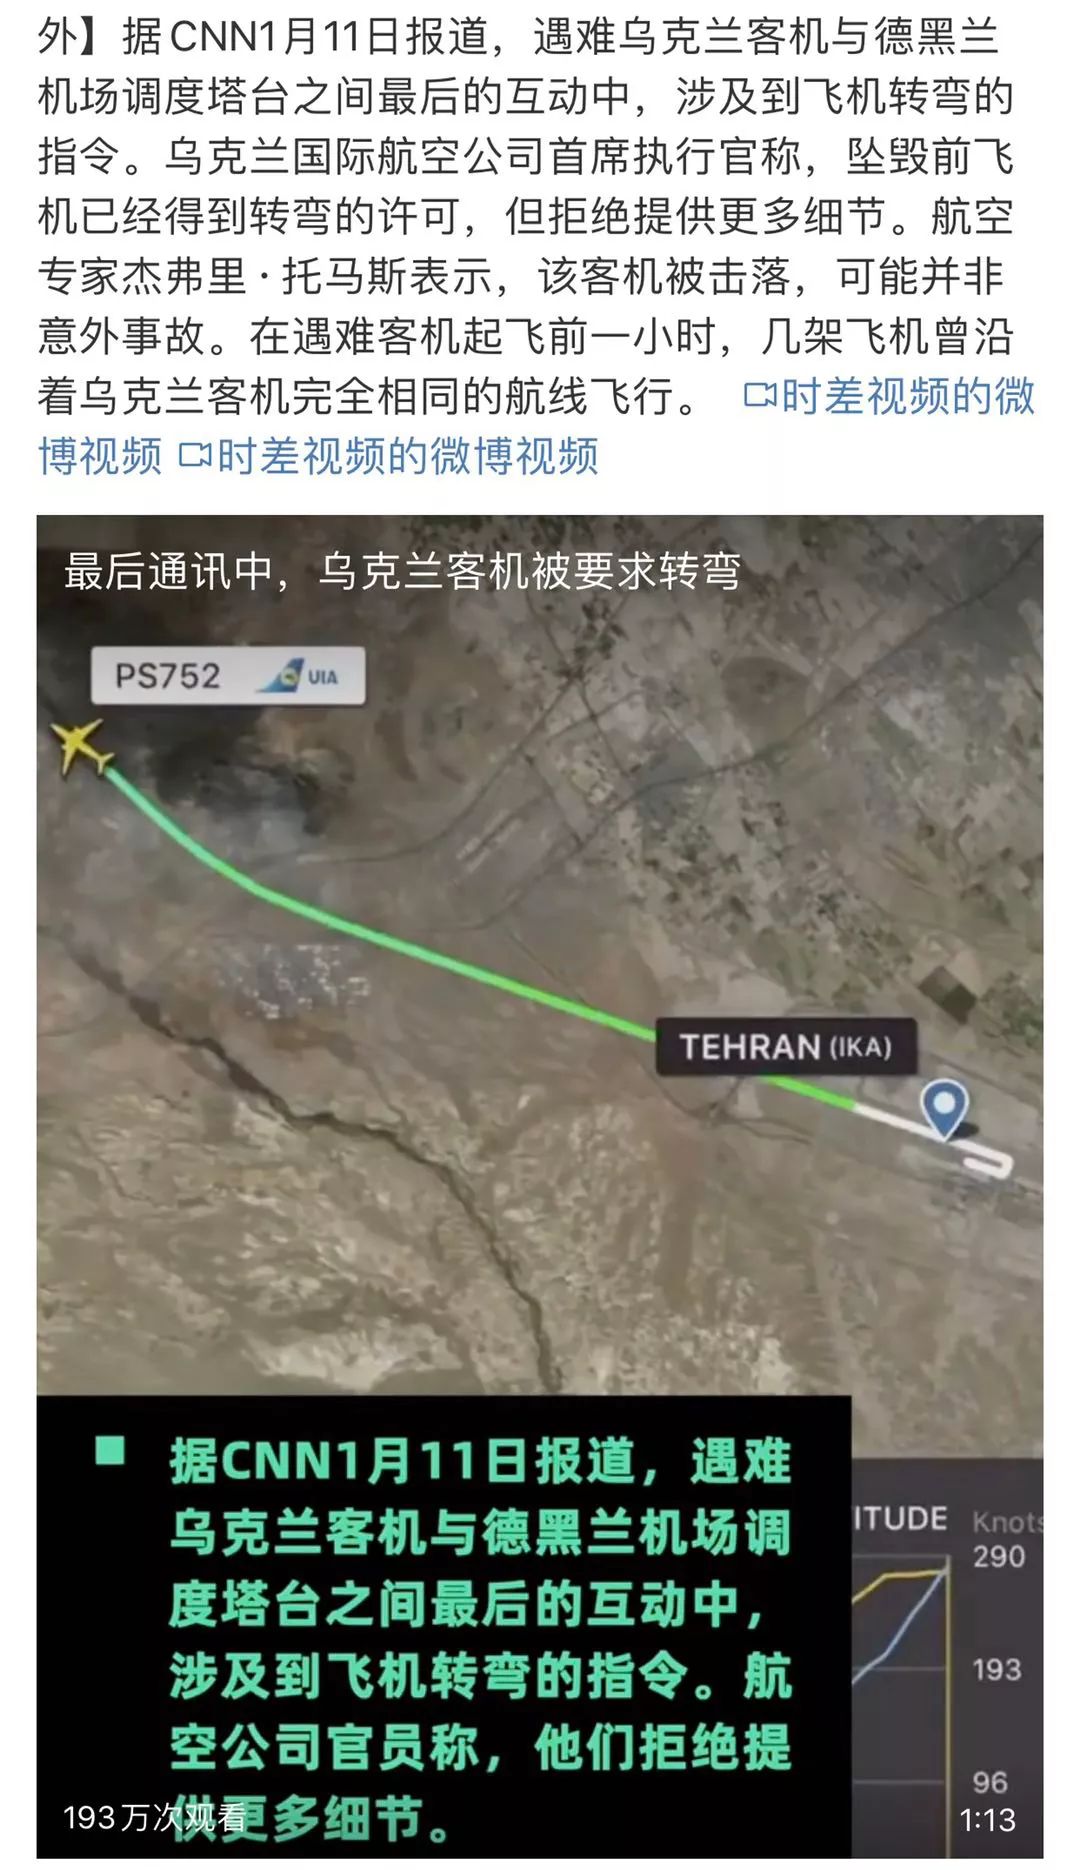 外】据CNN1月11日报道，遇难乌克兰客机与德黑兰
机场调度塔台之间最后的互动中，涉及到飞机转弯的
指令。乌克兰国际航空公司首席执行官称，坠毁前飞
机已经得到转弯的许可，但拒绝提供更多细节。航空
专家杰弗里·托马斯表示，该客机被击落，可能并非
意外事故。在遇难客机起飞前一小时，几架飞机曾沿
着乌克兰客机完全相同的航线飞行。 时差视频的微
博视频 时差视频的微博视频
最后通讯中，乌克兰客机被要求转弯
PS752 UIA
TEHRAN (IKA)
据CNN1月11日报道，遇难
乌克兰客机与德黑兰机场调
度塔台之间最后的互动中，
涉及到飞机转弯的指令。航
空公司官员称，他们拒绝提
供更多细节。
ITUDE Knots
290
193
96
193万次观看
1:13